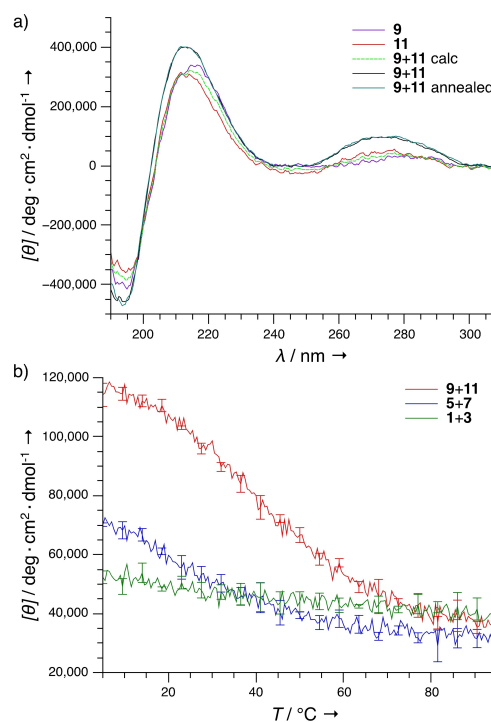 a)
9
11
9+11 calc
9+11
9+11 annealed
400,000
200,000
0
−200,000
−400,000
[θ] / deg · cm² · dmol⁻¹ →
200 220 240 260 280 300
λ / nm →
b)
9+11
5+7
1+3
120,000
100,000
80,000
60,000
40,000
20,000
[θ] / deg · cm² · dmol⁻¹ →
20 40 60 80
T / °C →